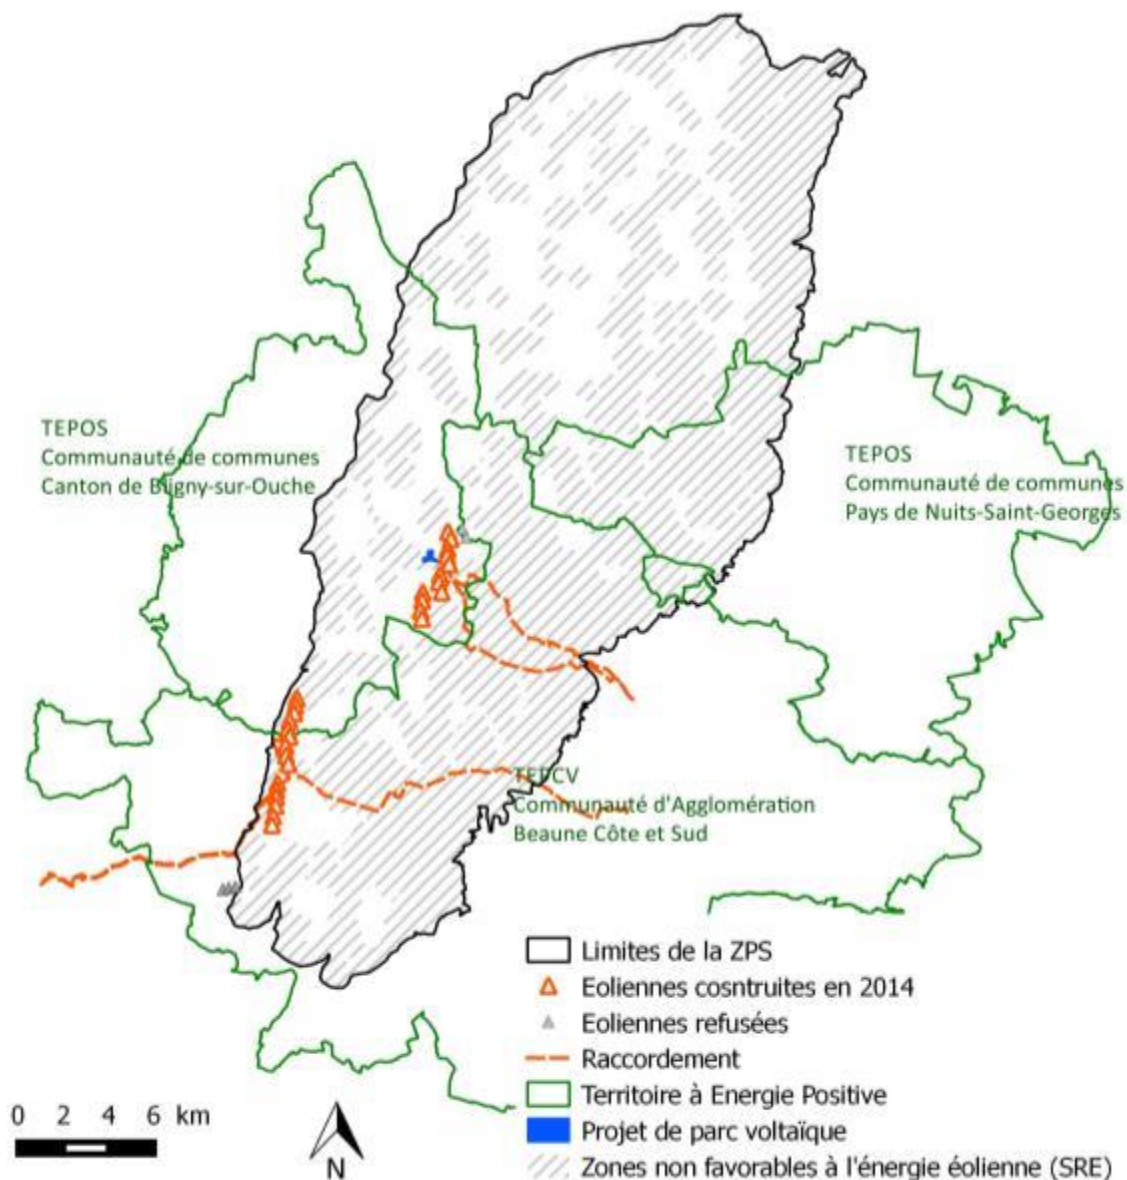 TEPOS
Communauté de communes
Canton de Bligny-sur-Ouche
TEPOS
Communauté de communes
Pays de Nuits-Saint-Georges
TEPCV
Communauté d'Agglomération
Beaune Côte et Sud
Limites de la ZPS
Eoliennes cosntruites en 2014
Eoliennes refusées
Raccordement
Territoire à Energie Positive
Projet de parc voltaïque
Zones non favorables à l'énergie éolienne (SRE)
0 2 4 6 km
N